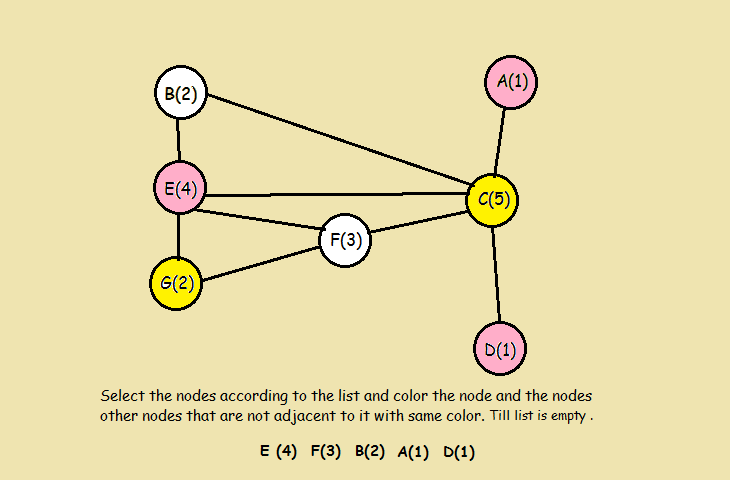 A(1)
B(2)
E(4)
C(5)
F(3)
G(2)
D(1)
Select the nodes according to the list and color the node and the nodes
other nodes that are not adjacent to it with same color. Till list is empty .
E (4) F(3) B(2) A(1) D(1)